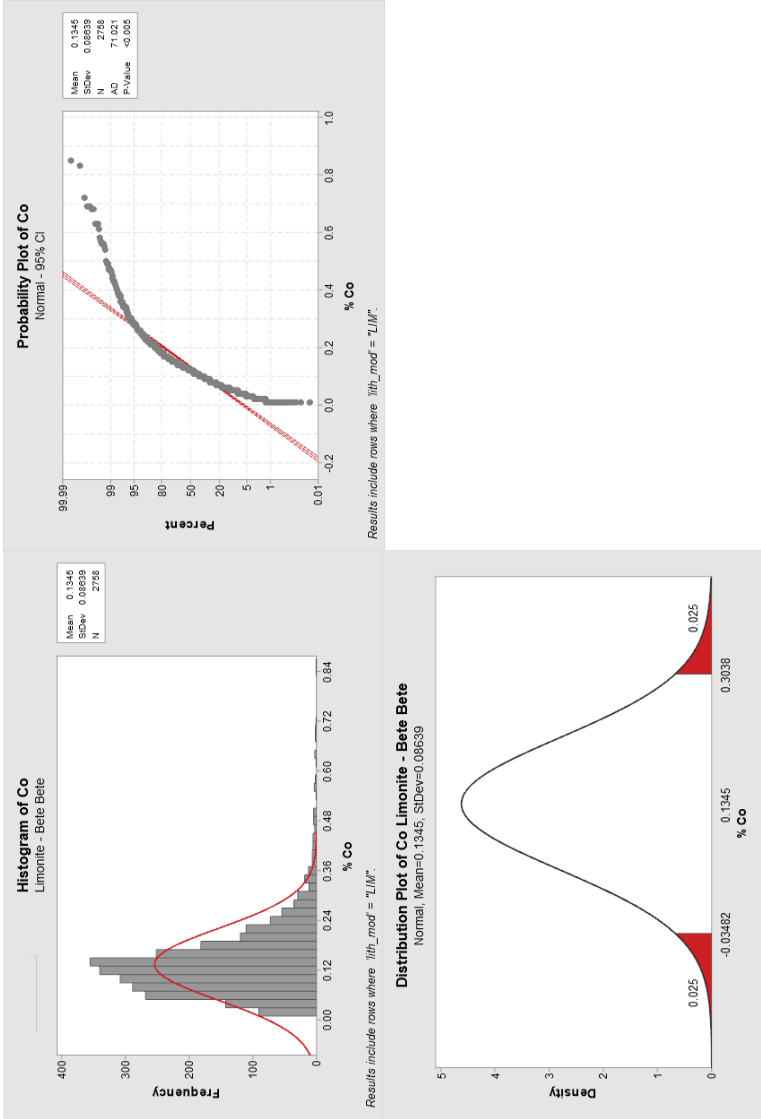 Histogram of Co
Limonite - Bete Bete
Mean 0.1345
StDev 0.08639
N 2758
400
300
200
100
0
Frequency
0.00 0.12 0.24 0.36 0.48 0.60 0.72 0.84
% Co
Results include rows where 'lith_mod' = "LIM".
Probability Plot of Co
Normal - 95% CI
Mean 0.1345
StDev 0.08639
N 2758
AD 71.021
P-Value <0.005
99.99
99
95
80
50
20
5
1
0.01
Percent
-0.2 0.0 0.2 0.4 0.6 0.8 1.0
% Co
Results include rows where 'lith_mod' = "LIM".
Distribution Plot of Co Limonite - Bete Bete
Normal, Mean=0.1345, StDev=0.08639
5
4
3
2
1
0
Density
0.025 0.025
-0.03482 0.1345 0.3038
% Co